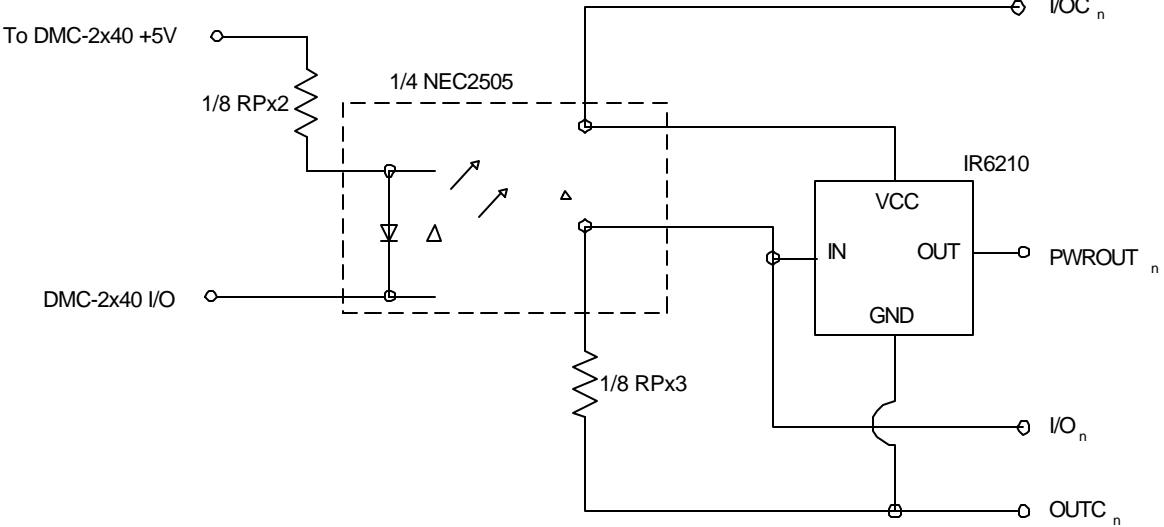 I/OC n
To DMC-2x40 +5V
1/4 NEC2505
1/8 RPx2
IR6210
VCC
IN OUT
PWROUT n
DMC-2x40 I/O
GND
1/8 RPx3
I/O n
OUTC n